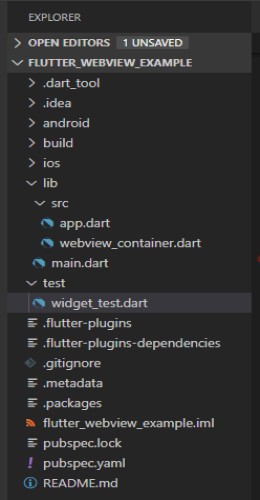 EXPLORER
OPEN EDITORS 1 UNSAVED
FLUTTER_WEBVIEW_EXAMPLE
.dart_tool
.idea
android
build
ios
lib
src
app.dart
webview_container.dart
main.dart
test
widget_test.dart
.flutter-plugins
.flutter-plugins-dependencies
.gitignore
.metadata
.packages
flutter_webview_example.iml
pubspec.lock
pubspec.yaml
README.md